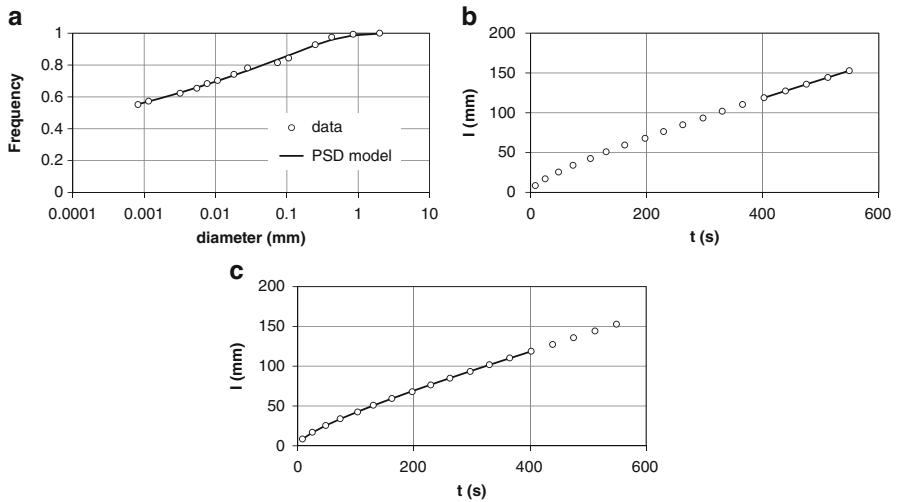 a
Frequency
1
0.8
0.6
0.4
0.2
0
data
PSD model
0.0001 0.001 0.01 0.1 1 10
diameter (mm)
b
I (mm)
200
150
100
50
0
0 200 400 600
t (s)
c
I (mm)
200
150
100
50
0
0 200 400 600
t (s)